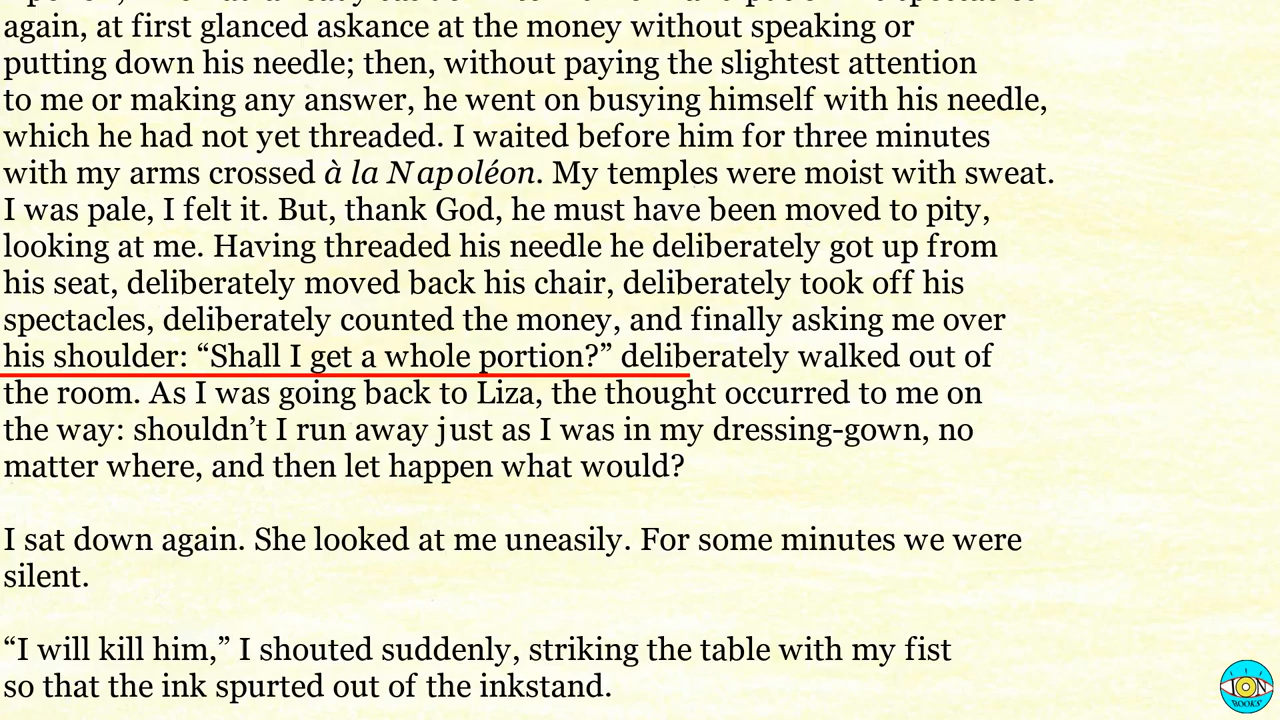 again, at first glanced askance at the money without speaking or
putting down his needle; then, without paying the slightest attention
to me or making any answer, he went on busying himself with his needle,
which he had not yet threaded. I waited before him for three minutes
with my arms crossed à la Napoléon. My temples were moist with sweat.
I was pale, I felt it. But, thank God, he must have been moved to pity,
looking at me. Having threaded his needle he deliberately got up from
his seat, deliberately moved back his chair, deliberately took off his
spectacles, deliberately counted the money, and finally asking me over
his shoulder: “Shall I get a whole portion?” deliberately walked out of
the room. As I was going back to Liza, the thought occurred to me on
the way: shouldn’t I run away just as I was in my dressing-gown, no
matter where, and then let happen what would?
I sat down again. She looked at me uneasily. For some minutes we were
silent.
“I will kill him,” I shouted suddenly, striking the table with my fist
so that the ink spurted out of the inkstand.
ION
BOOKS